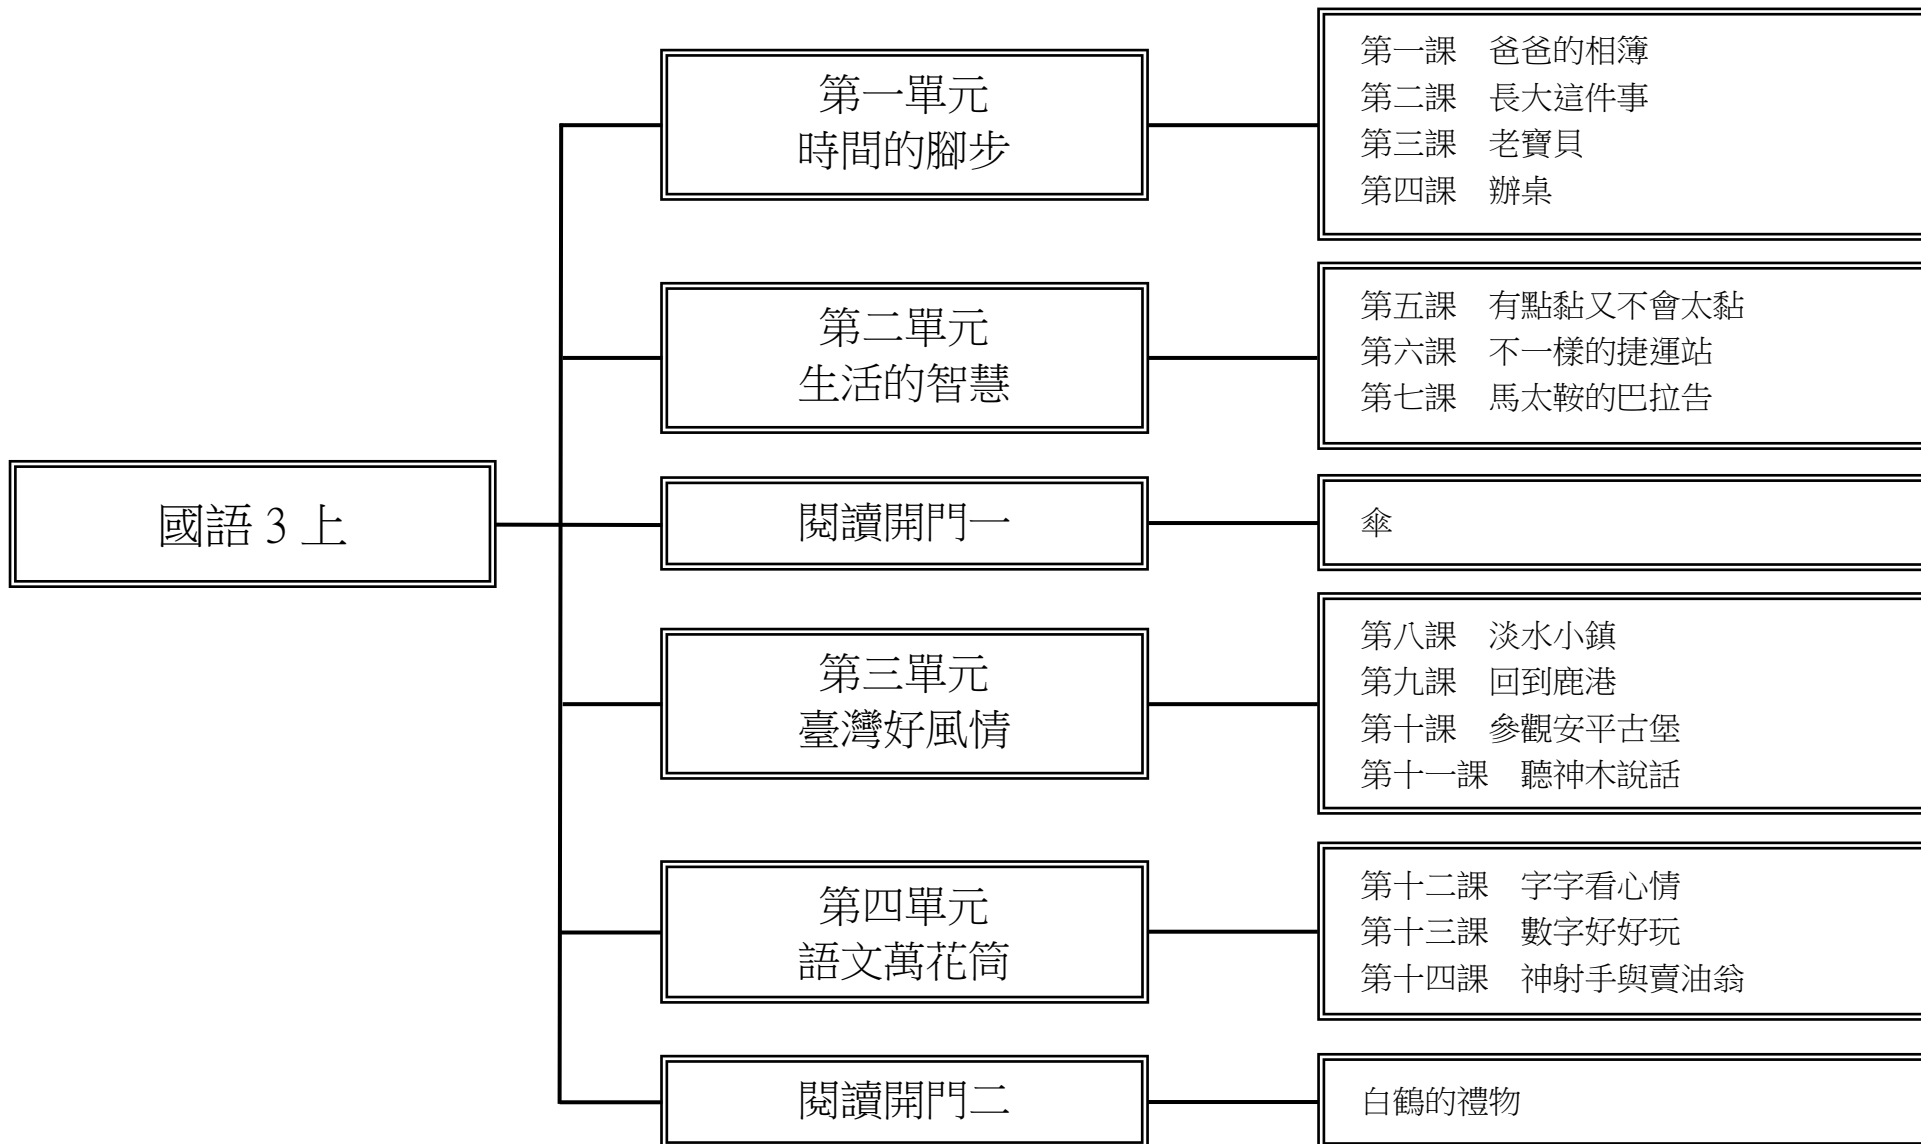 國語 3 上
第一單元
時間的腳步
第一課　爸爸的相簿
第二課　長大這件事
第三課　老寶貝
第四課　辦桌
第二單元
生活的智慧
第五課　有點黏又不會太黏
第六課　不一樣的捷運站
第七課　馬太鞍的巴拉告
閱讀開門一
傘
第三單元
臺灣好風情
第八課　淡水小鎮
第九課　回到鹿港
第十課　參觀安平古堡
第十一課　聽神木說話
第四單元
語文萬花筒
第十二課　字字看心情
第十三課　數字好好玩
第十四課　神射手與賣油翁
閱讀開門二
白鶴的禮物